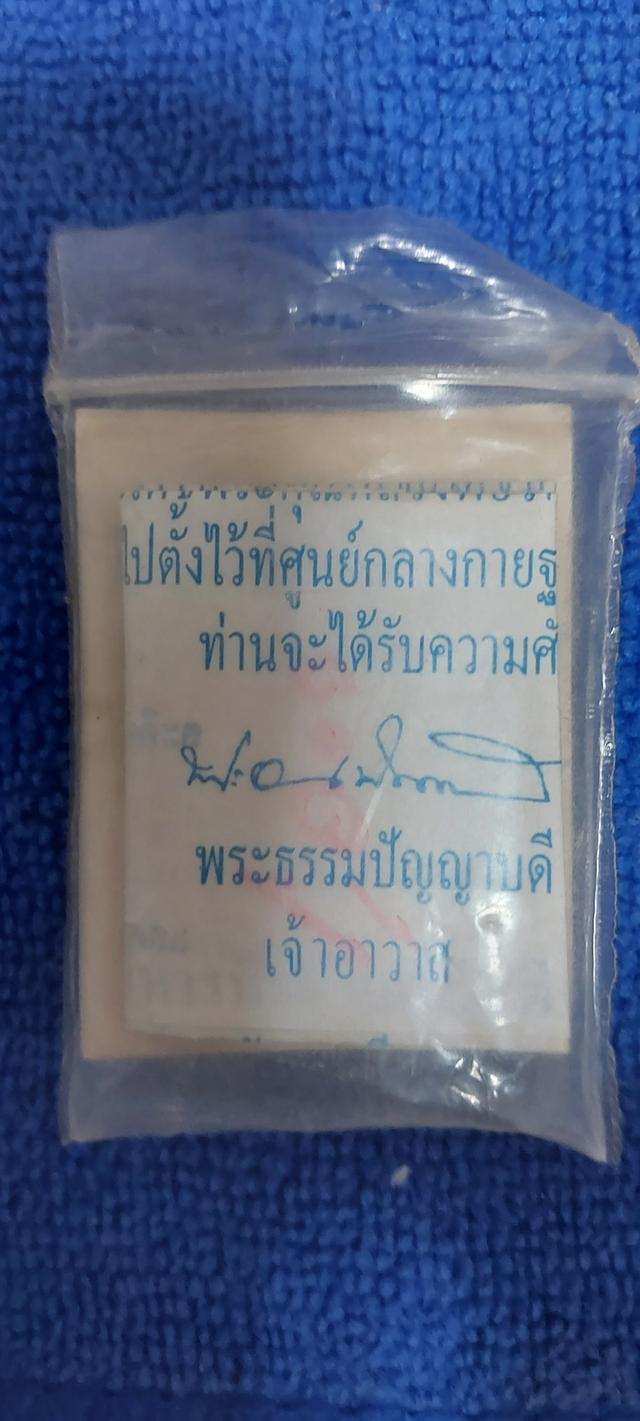 ไปตั้งไว้ที่ศูนย์กลางกายฐ
ท่านจะได้รับความศั
พระธรรมปัญญาบดี
เจ้าอาวาส